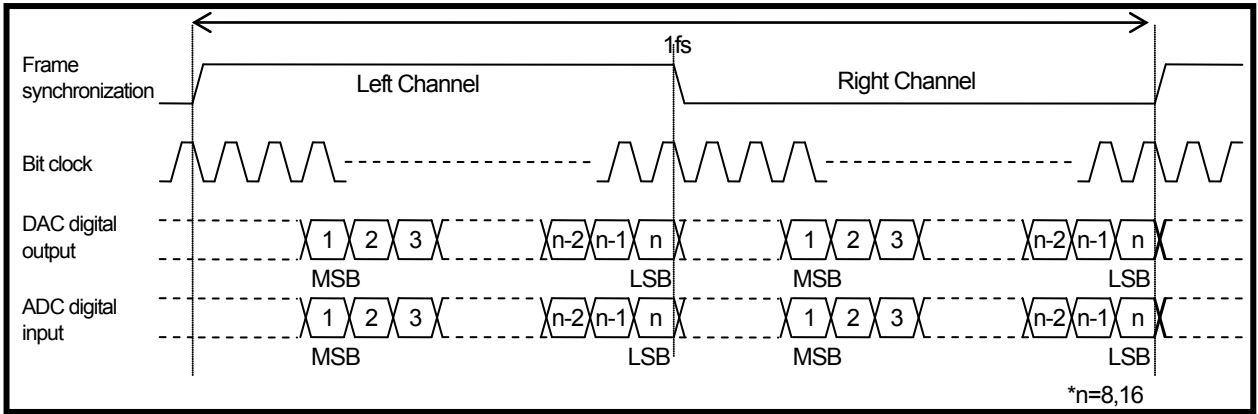 1fs
Frame
synchronization
Left Channel
Right Channel
Bit clock
DAC digital
output
1 2 3 n-2 n-1 n 1 2 3 n-2 n-1 n
MSB LSB MSB LSB
ADC digital
input
1 2 3 n-2 n-1 n 1 2 3 n-2 n-1 n
MSB LSB MSB LSB
*n=8,16